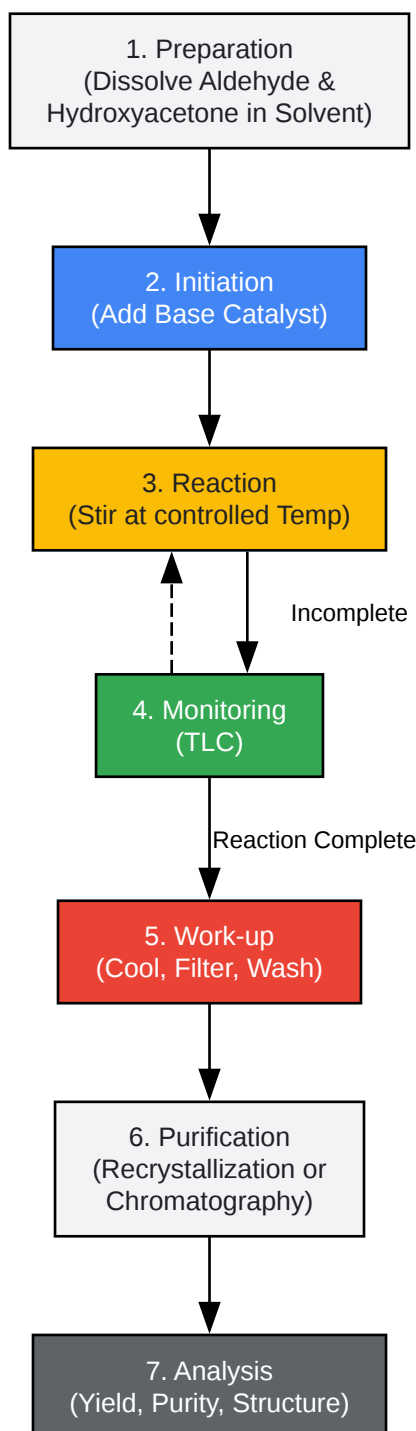 1. Preparation
(Dissolve Aldehyde &
Hydroxyacetone in Solvent)
2. Initiation
(Add Base Catalyst)
3. Reaction
(Stir at controlled Temp)
Incomplete
4. Monitoring
(TLC)
Reaction Complete
5. Work-up
(Cool, Filter, Wash)
6. Purification
(Recrystallization or
Chromatography)
7. Analysis
(Yield, Purity, Structure)